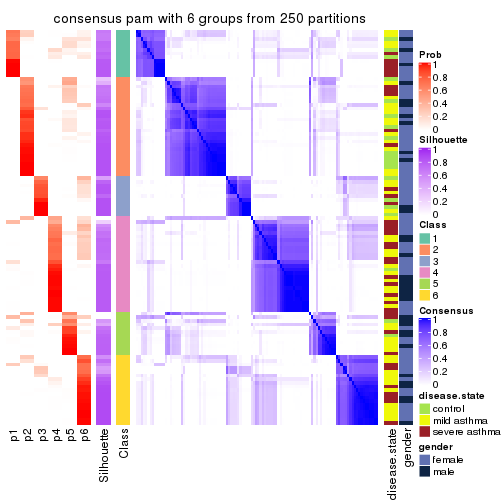 consensus pam with 6 groups from 250 partitions
Prob
1
0.8
0.6
0.4
0.2
0
Silhouette
1
0.8
0.6
0.4
0.2
0
Class
1
2
3
4
5
6
Consensus
1
0.8
0.6
0.4
0.2
0
disease.state
control
mild asthma
severe asthma
gender
female
male
p1
p2
p3
p4
p5
p6
Silhouette
Class
disease.state
gender